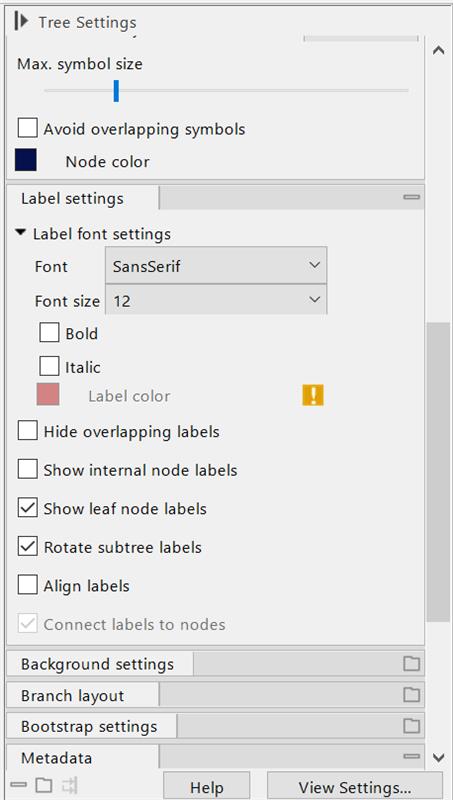 Tree Settings
Max. symbol size
Avoid overlapping symbols
Node color
Label settings
Label font settings
Font SansSerif
Font size 12
Bold
Italic
Label color
Hide overlapping labels
Show internal node labels
Show leaf node labels
Rotate subtree labels
Align labels
Connect labels to nodes
Background settings
Branch layout
Bootstrap settings
Metadata
Help View Settings...